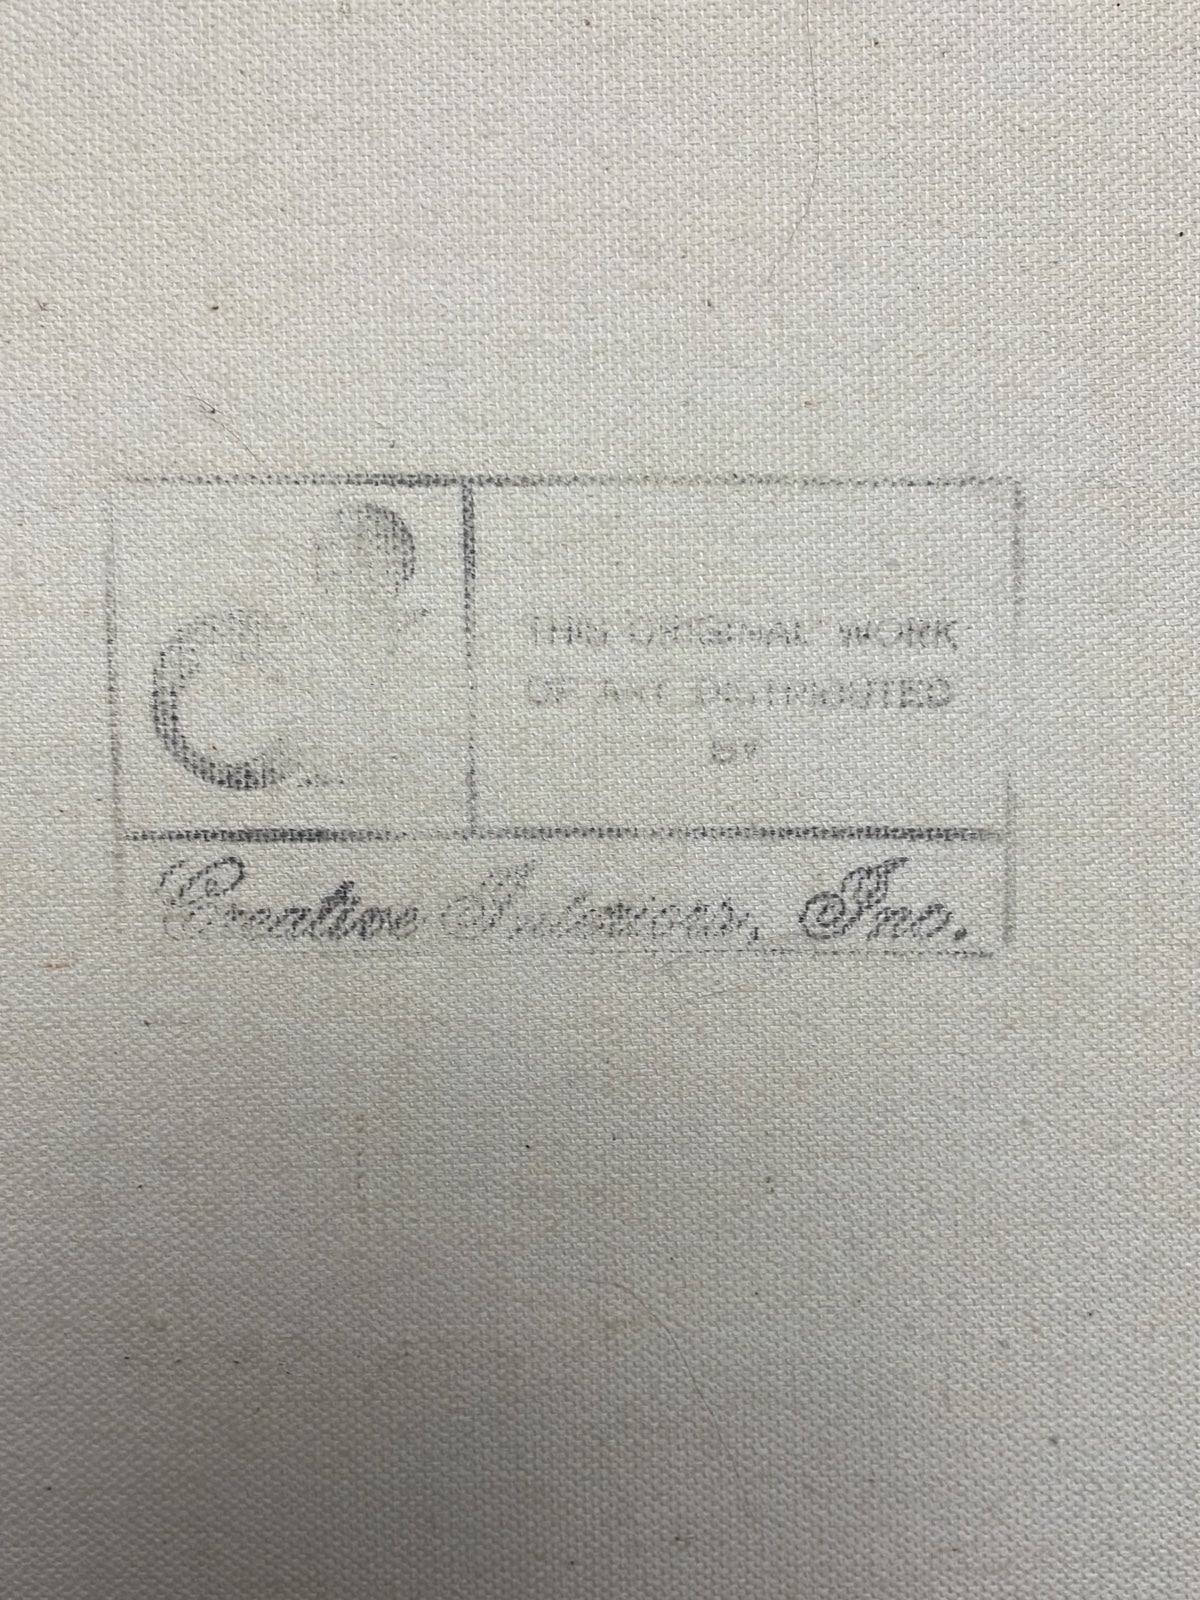 C
THIS ORIGINAL WORK
OF ART DISTRIBUTED
BY
Creative Interiors, Inc.